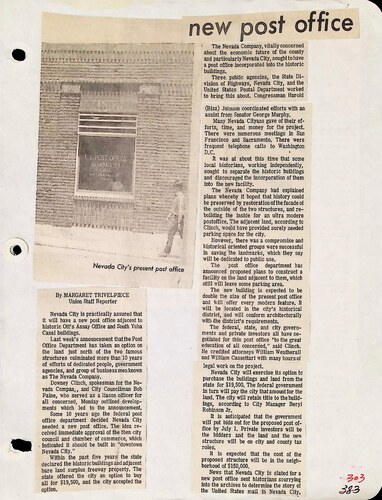 new post office
Nevada City's present post office
By MARGARET TRIVELPIECE
Union Staff Reporter
Nevada City is practically assured that
it will have a new post office adjacent to
historic Ott's Assay Office and South Yuba
Canal buildings.
Last week's announcement that the Post
Office Department has taken an option on
the land just north of the two famous
structures culminated more than 10 years
of efforts of dedicated people, government
agencies, and group of businessmen known
as The Nevada Company.
Downey Clinch, spokesman for the Ne-
vada Company, and City Councilman Bob
Paine, who served as a liaison officer for
all concerned, Monday outlined develop-
ments which led to the announcement.
Some 10 years ago the federal post
office department decided Nevada City
needed a new post office. The idea re-
ceived immediate approval of the then city
council and chamber of commerce, which
indicated it should be built in "downtown
Nevada City."
Within the past five years the state
declared the historic buildings and adjacent
bare land surplus freeway property. The
state offered the city an option to buy
all for $19,500, and the city accepted the
option.
The Nevada Company, vitally concerned
about the economic future of the county
and particularly Nevada City, sought to have
a post office incorporated into the historic
buildings.
Three public agencies, the State Di-
vision of Highways, Nevada City, and the
United States Postal Department worked
to bring this about. Congressman Harold
(Bizz) Johnson coordinated efforts with an
assist from Senator George Murphy.
Many Nevada Cityans gave of their ef-
forts, time, and money for the project.
There were numerous meetings in San
Francisco and Sacramento. There were
frequent telephone calls to Washington
D.C.
It was at about this time that some
local historians, working independently,
sought to separate the historic buildings
and discouraged the incorporation of them
into the new facility.
The Nevada Company had explained
plans whereby it hoped that history could
be preserved by restoration of the facade of
the outside of the two structures, and re-
building the inside for an ultra modern
postoffice. The adjacent land, according to
Clinch, would have provided sorely needed
parking space for the city.
However, there was a compromise and
historical oriented groups were successful
in saving the landmarks, which they say
will be dedicated to public use.
The post office department has
announced proposed plans to construct a
facility on the land adjacent to them, which
still will leave some parking area.
The new building is expected to be
double the size of the present post office
and will offer every modern feature. It
will be located in the city's historical
district, and will conform architecturally
with the district's requirements.
The federal, state, and city govern-
ments and private investors all have ne-
gotiated for this post office "to the great
education of all concerned," said Clinch.
He credited attorneys William Wetherall
and William Cassettari with many hours of
legal work on the project.
Nevada City will exercise its option to
purchase the buildings and land from the
state for $19,500. The federal government
in turn will pay the city that amount for the
land. The city will retain title to the build-
ings, according to City Manager Beryl
Robinson Jr.
It is anticipated that the government
will put bids out for the proposed post of-
fice by July 1. Private investors will be
the bidders and the land and the new
structure will be on city and county tax
roles.
It is expected that the cost of the
proposed structure will be in the neigh-
borhood of $150,000.
News that Nevada City is slated for a
new post office sent historians scurrying
into the archives to determine the story of
the United States mail in Nevada City.
303
383